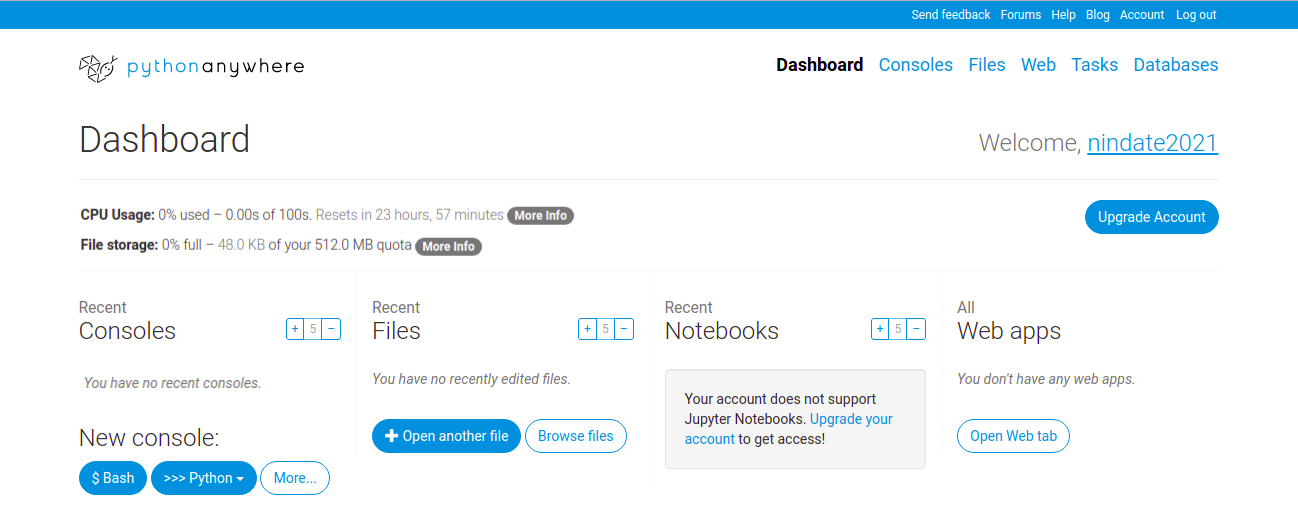 Send feedback Forums Help Blog Account Log out
pythonanywhere
Dashboard Consoles Files Web Tasks Databases
Dashboard
Welcome, nindate2021
CPU Usage: 0% used – 0.00s of 100s. Resets in 23 hours, 57 minutes More Info
File storage: 0% full – 48.0 KB of your 512.0 MB quota More Info
Upgrade Account
Recent
Consoles
+ 5 −
You have no recent consoles.
New console:
$ Bash >>> Python More...
Recent
Files
+ 5 −
You have no recently edited files.
Open another file Browse files
Recent
Notebooks
+ 5 −
Your account does not support
Jupyter Notebooks. Upgrade your
account to get access!
All
Web apps
You don't have any web apps.
Open Web tab